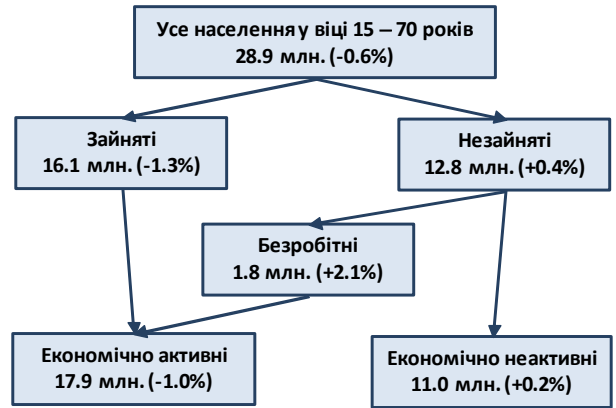 Усе населення у віці 15 – 70 років
28.9 млн. (-0.6%)
Зайняті
16.1 млн. (-1.3%)
Незайняті
12.8 млн. (+0.4%)
Безробітні
1.8 млн. (+2.1%)
Економічно активні
17.9 млн. (-1.0%)
Економічно неактивні
11.0 млн. (+0.2%)